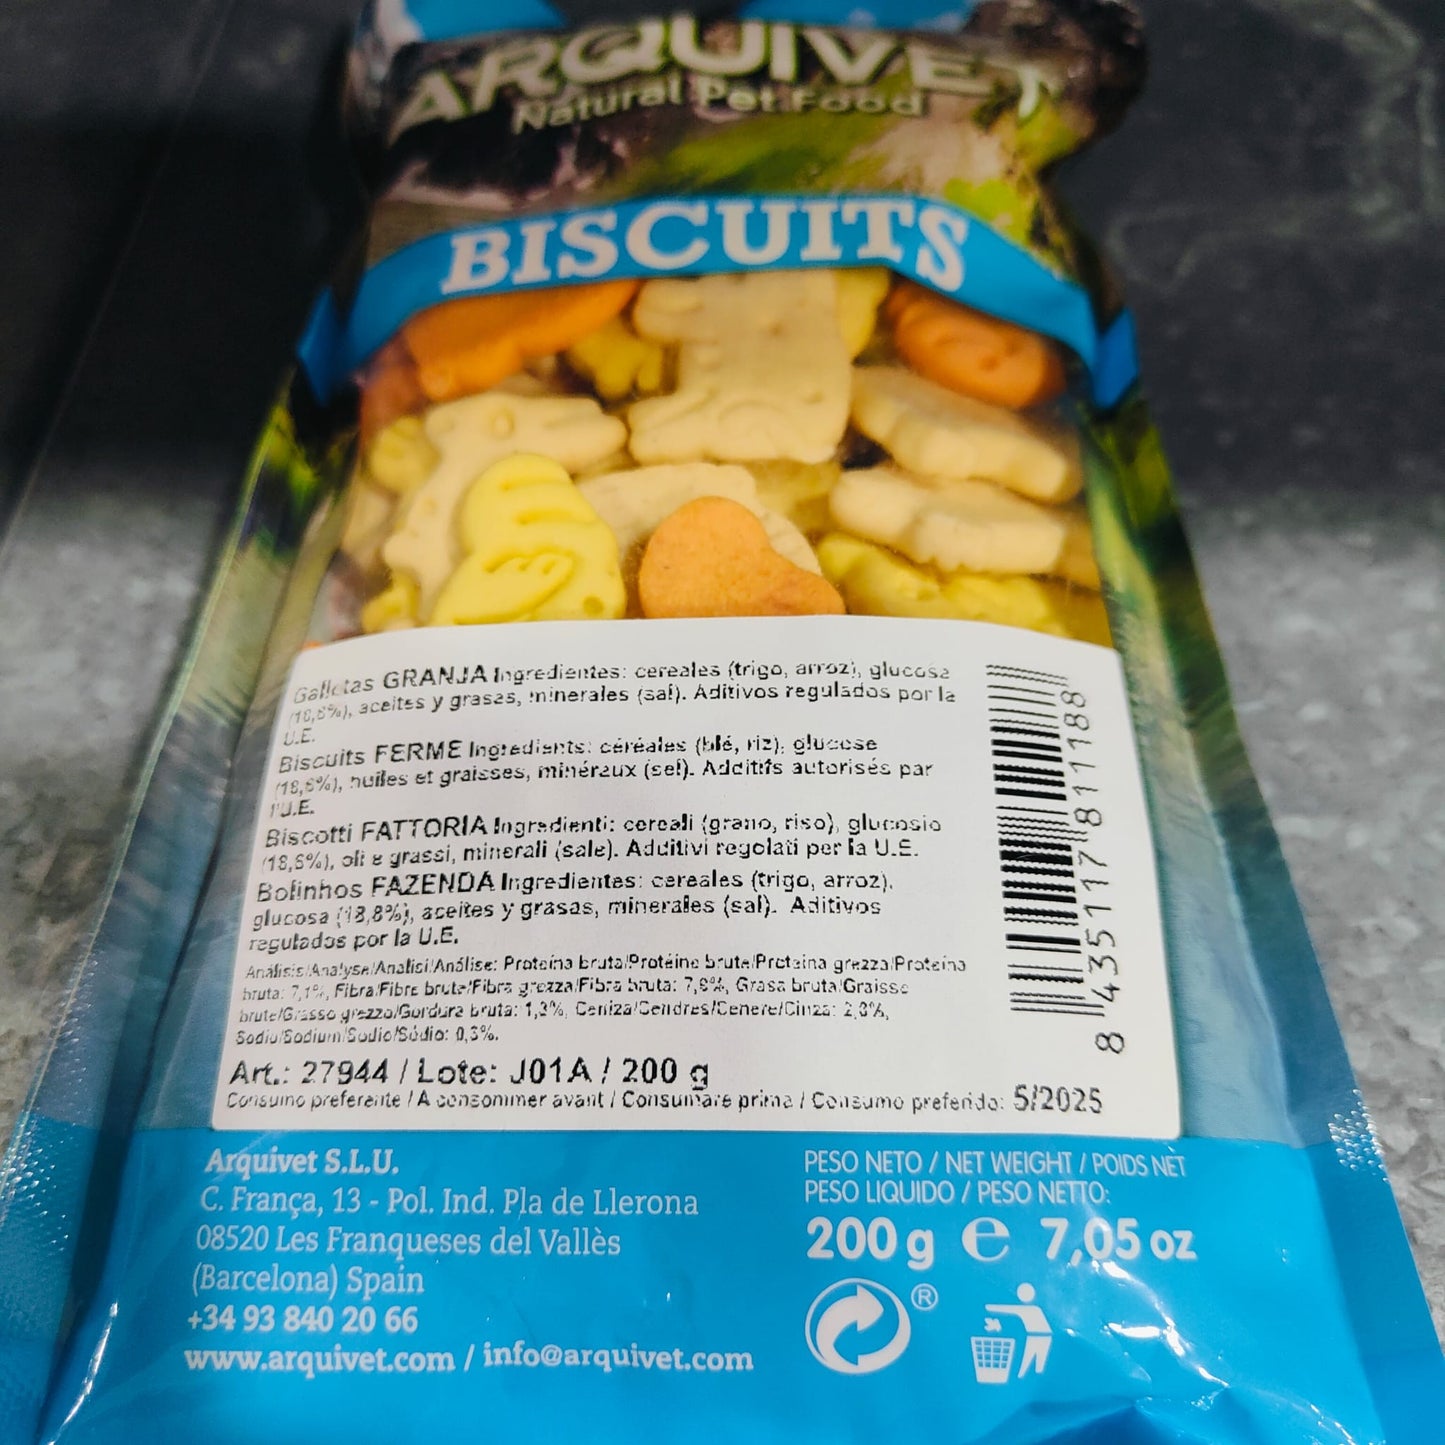 ARQUIVET
Natural Pet Food
BISCUITS
Galletas GRANJA Ingredientes: cereales (trigo, arroz), glucosa
(18,6%), aceites y grasas, minerales (sal). Aditivos regulados por la
U.E.
Biscuits FERME Ingredients: céréales (blé, riz), glucose
(18,6%), huiles et graisses, minéraux (sel). Additifs autorisés par
l'U.E.
Biscotti FATTORIA Ingredienti: cereali (grano, riso), glucosio
(18,6%), oli e grassi, minerali (sale). Additivi regolati per la U.E.
Bolinhos FAZENDA Ingredientes: cereales (trigo, arroz),
glucosa (18,8%), aceites y grasas, minerales (sal). Aditivos
regulados por la U.E.
Análisis/Analyse/Analisi/Análise: Proteína bruta/Protéine brute/Proteina grezza/Proteína
bruta: 7,1%, Fibra/Fibre brute/Fibra grezza/Fibra bruta: 7,9%, Grasa bruta/Graisse
brute/Grasso grezzo/Gordura bruta: 1,3%, Ceniza/Cendres/Cenere/Cinza: 2,8%,
Sodio/Sodium/Sodio/Sódio: 0,3%.
Art.: 27944 / Lote: J01A / 200 g
Consumo preferente / A consommer avant / Consumare prima / Consumo preferido: 5/2025
8 435117 811188
Arquivet S.L.U.
C. França, 13 - Pol. Ind. Pla de Llerona
08520 Les Franqueses del Vallès
(Barcelona) Spain
+34 93 840 20 66
www.arquivet.com / info@arquivet.com
PESO NETO / NET WEIGHT / POIDS NET
PESO LIQUIDO / PESO NETTO:
200 g e 7,05 oz
®